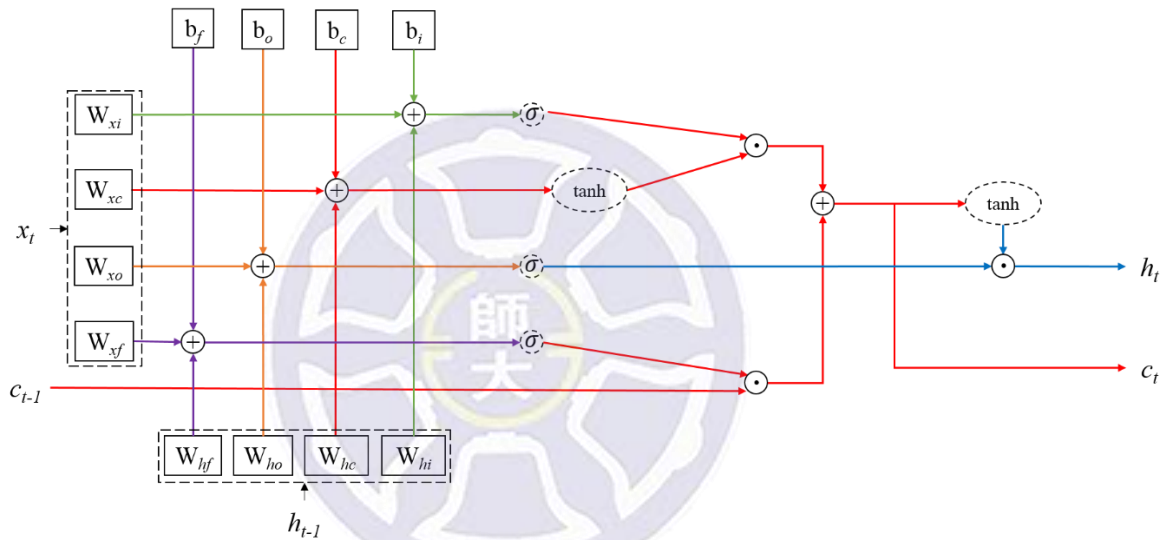 b_f b_o b_c b_i
W_xi σ
W_xc tanh tanh
x_t
W_xo σ h_t
師
W_xf σ
大
c_t-1 c_t
W_hf W_ho W_hc W_hi
h_t-1